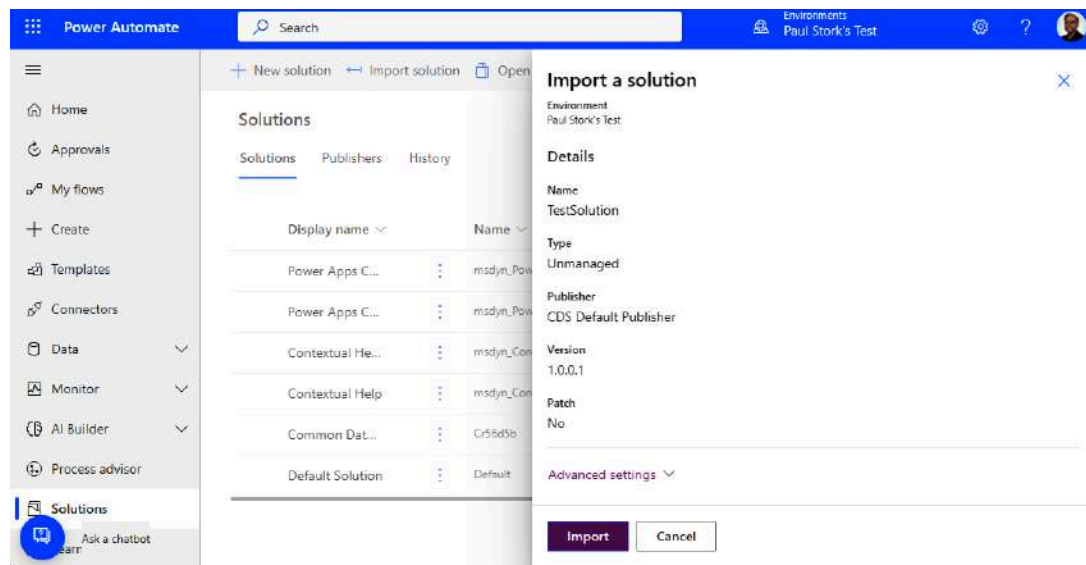 Power Automate
Search
Environments
Paul Stork's Test
?
New solution
Import solution
Open
Home
Approvals
My flows
Create
Templates
Connectors
Data
Monitor
AI Builder
Process advisor
Solutions
Ask a chatbot
earn
Solutions
Solutions Publishers History
Display name Name
Power Apps C... msdyn_Pow
Power Apps C... msdyn_Pow
Contextual He... msdyn_Con
Contextual Help msdyn_Con
Common Dat... Cr56d5b
Default Solution Default
Import a solution
Environment
Paul Stork's Test
Details
Name
TestSolution
Type
Unmanaged
Publisher
CDS Default Publisher
Version
1.0.0.1
Patch
No
Advanced settings
Import Cancel